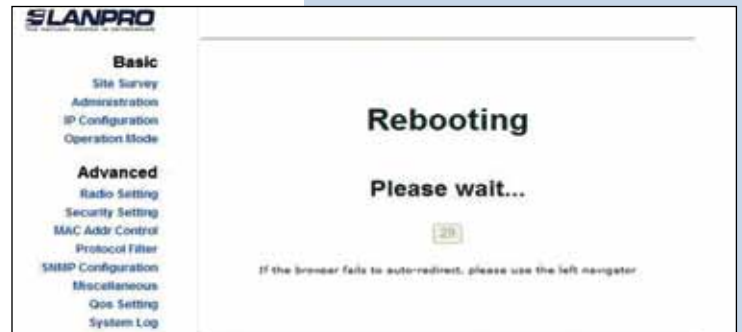 LANPRO
Basic
Site Survey
Administration
IP Configuration
Operation Mode
Advanced
Radio Setting
Security Setting
MAC Addr Control
Protocol Filter
SNMP Configuration
Miscellaneous
Qos Setting
System Log
Rebooting
Please wait...
29
If the browser fails to auto-redirect, please use the left navigator